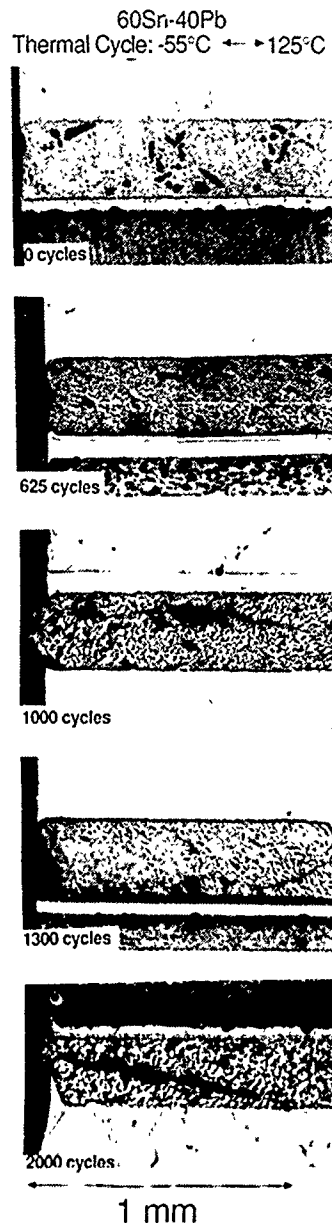 60Sn-40Pb
Thermal Cycle: -55°C ←→ 125°C
0 cycles
625 cycles
1000 cycles
1300 cycles
2000 cycles
1 mm